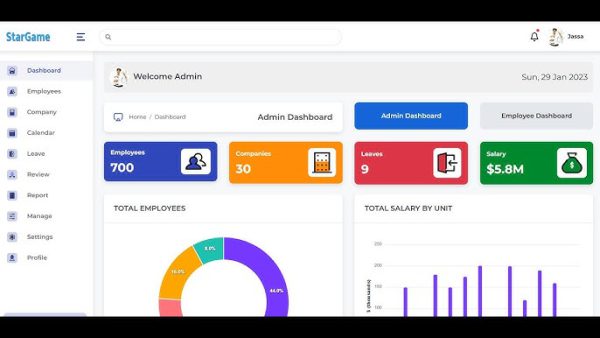 StarGame
Jassa
Dashboard
Employees
Company
Calendar
Leave
Review
Report
Manage
Settings
Profile
Welcome Admin
Sun, 29 Jan 2023
Home / Dashboard
Admin Dashboard
Admin Dashboard
Employee Dashboard
Employees
700
Companies
30
Leaves
9
Salary
$5.8M
TOTAL EMPLOYEES
8.0%
16.0%
44.0%
TOTAL SALARY BY UNIT
250
200
150
100
$ (thousands)